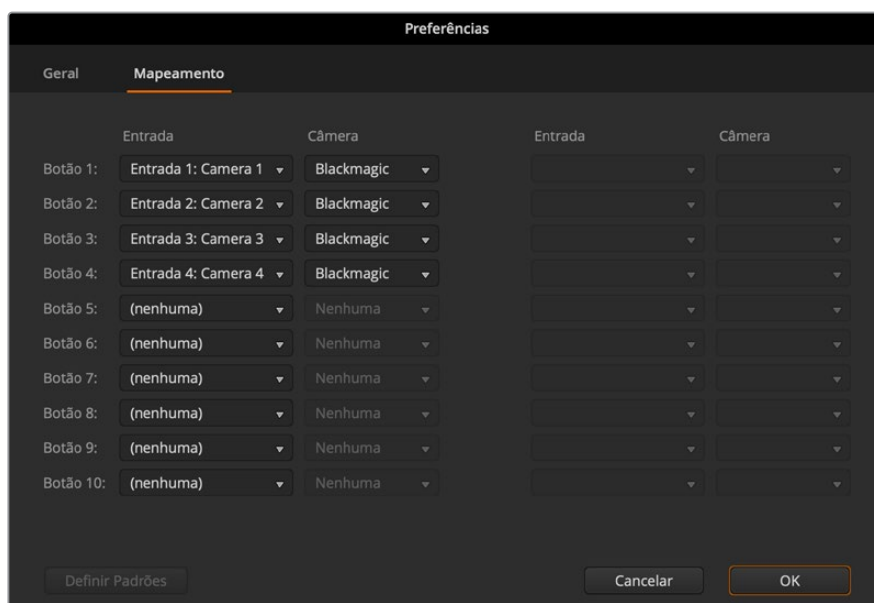 Preferências
Geral Mapeamento
Entrada Câmera Entrada Câmera
Botão 1: Entrada 1: Camera 1 Blackmagic
Botão 2: Entrada 2: Camera 2 Blackmagic
Botão 3: Entrada 3: Camera 3 Blackmagic
Botão 4: Entrada 4: Camera 4 Blackmagic
Botão 5: (nenhuma) Nenhuma
Botão 6: (nenhuma) Nenhuma
Botão 7: (nenhuma) Nenhuma
Botão 8: (nenhuma) Nenhuma
Botão 9: (nenhuma) Nenhuma
Botão 10: (nenhuma) Nenhuma
Definir Padrões Cancelar OK